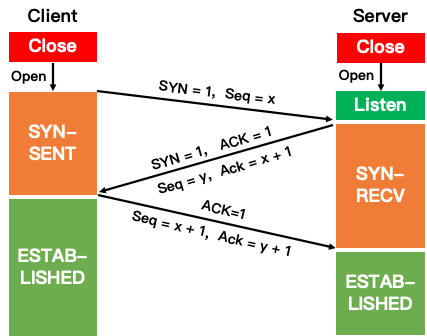 Client
Server
Close
Close
Open
Open
SYN = 1, Seq = x
Listen
SYN–
SENT
SYN = 1, ACK = 1
Seq = y, Ack = x + 1
SYN–
RECV
ACK=1
Seq = x + 1, Ack = y + 1
ESTAB–
LISHED
ESTAB–
LISHED